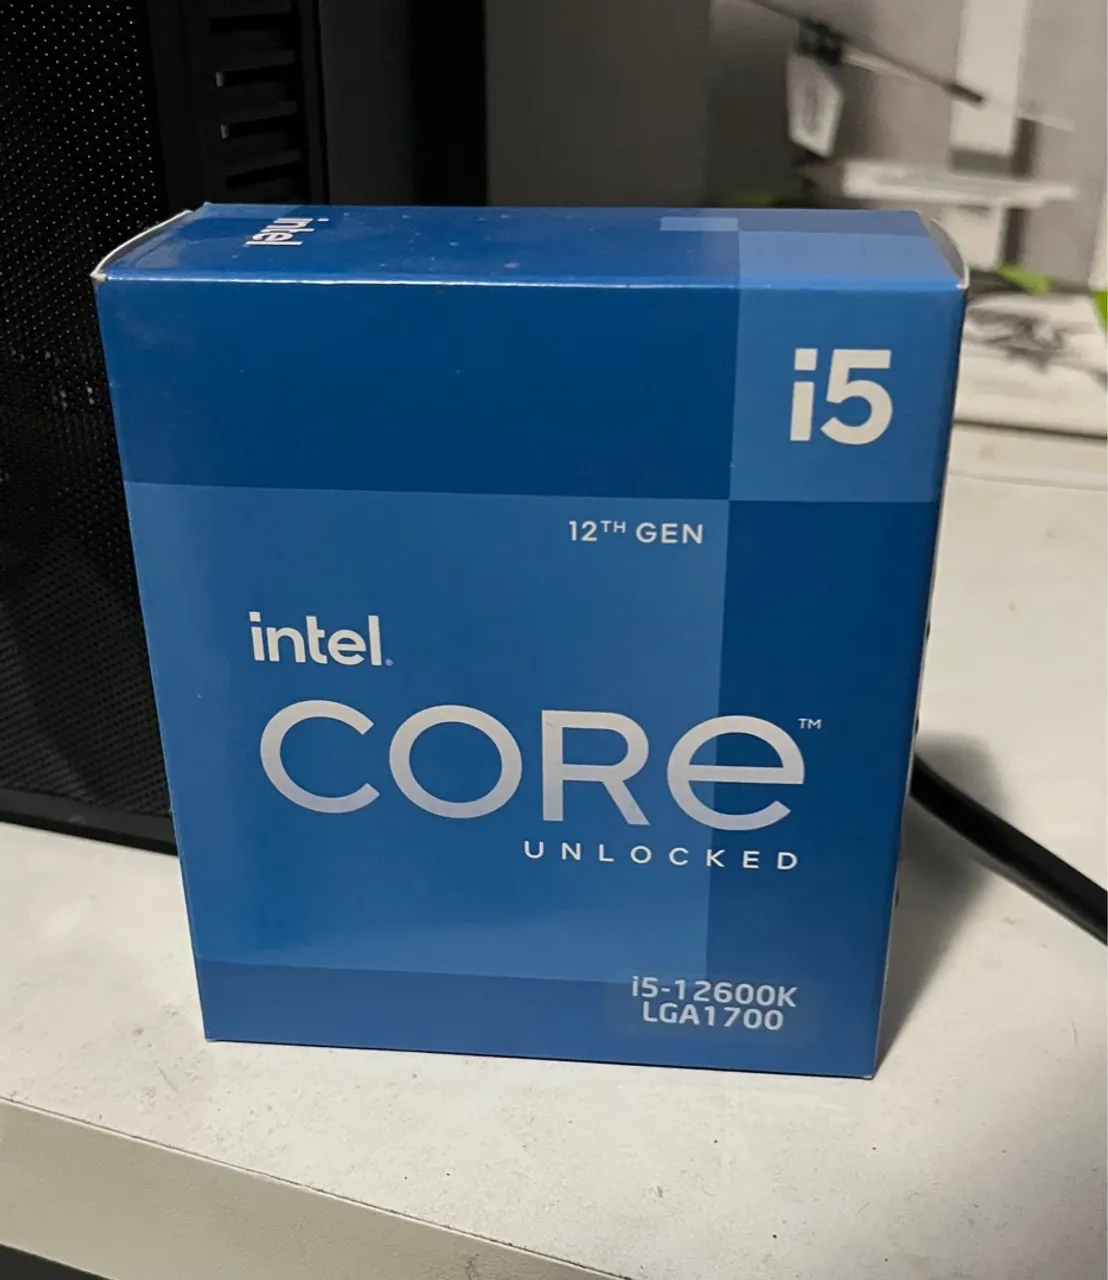 intel
i5
12TH GEN
intel.
CORE™
UNLOCKED
i5-12600K
LGA1700